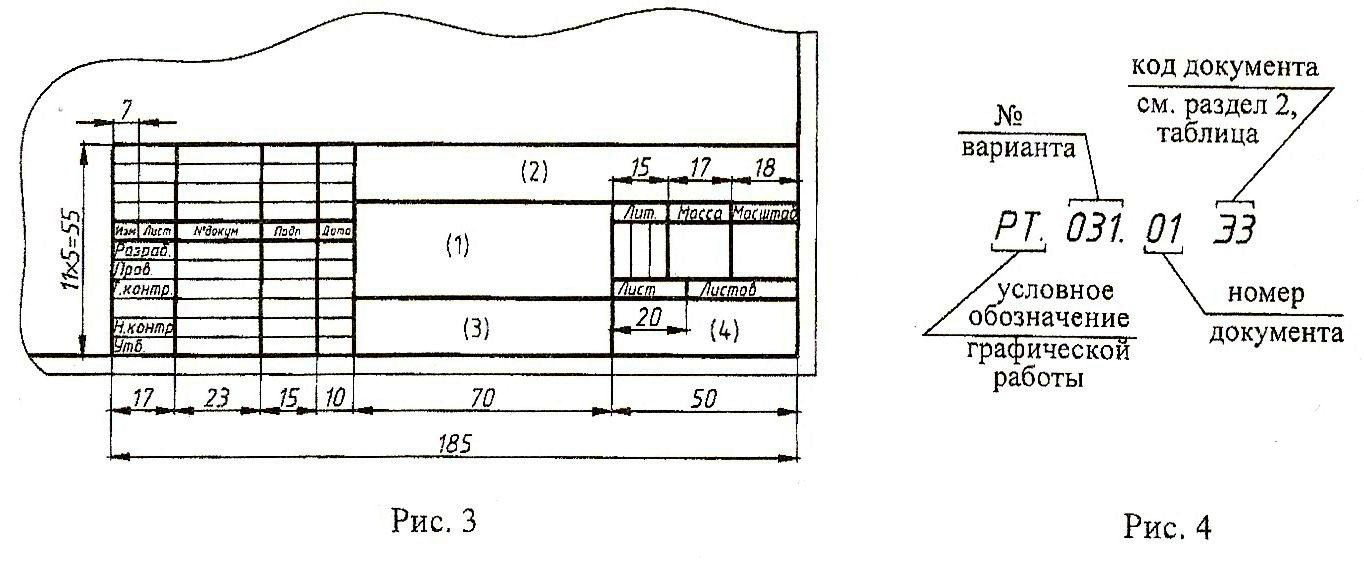 7
(2)
15 17 18
Лит. Масса Масштаб
11х5=55
Изм Лист №докум Подп Дата
(1)
Разраб.
Пров.
Т.контр.
Лист Листов
20
(3)
(4)
Н.контр
Утв.
17 23 15 10 70 50
185
Рис. 3
код документа
см. раздел 2,
таблица
№
варианта
РТ. 031. 01 ЭЗ
условное
обозначение
графической
работы
номер
документа
Рис. 4